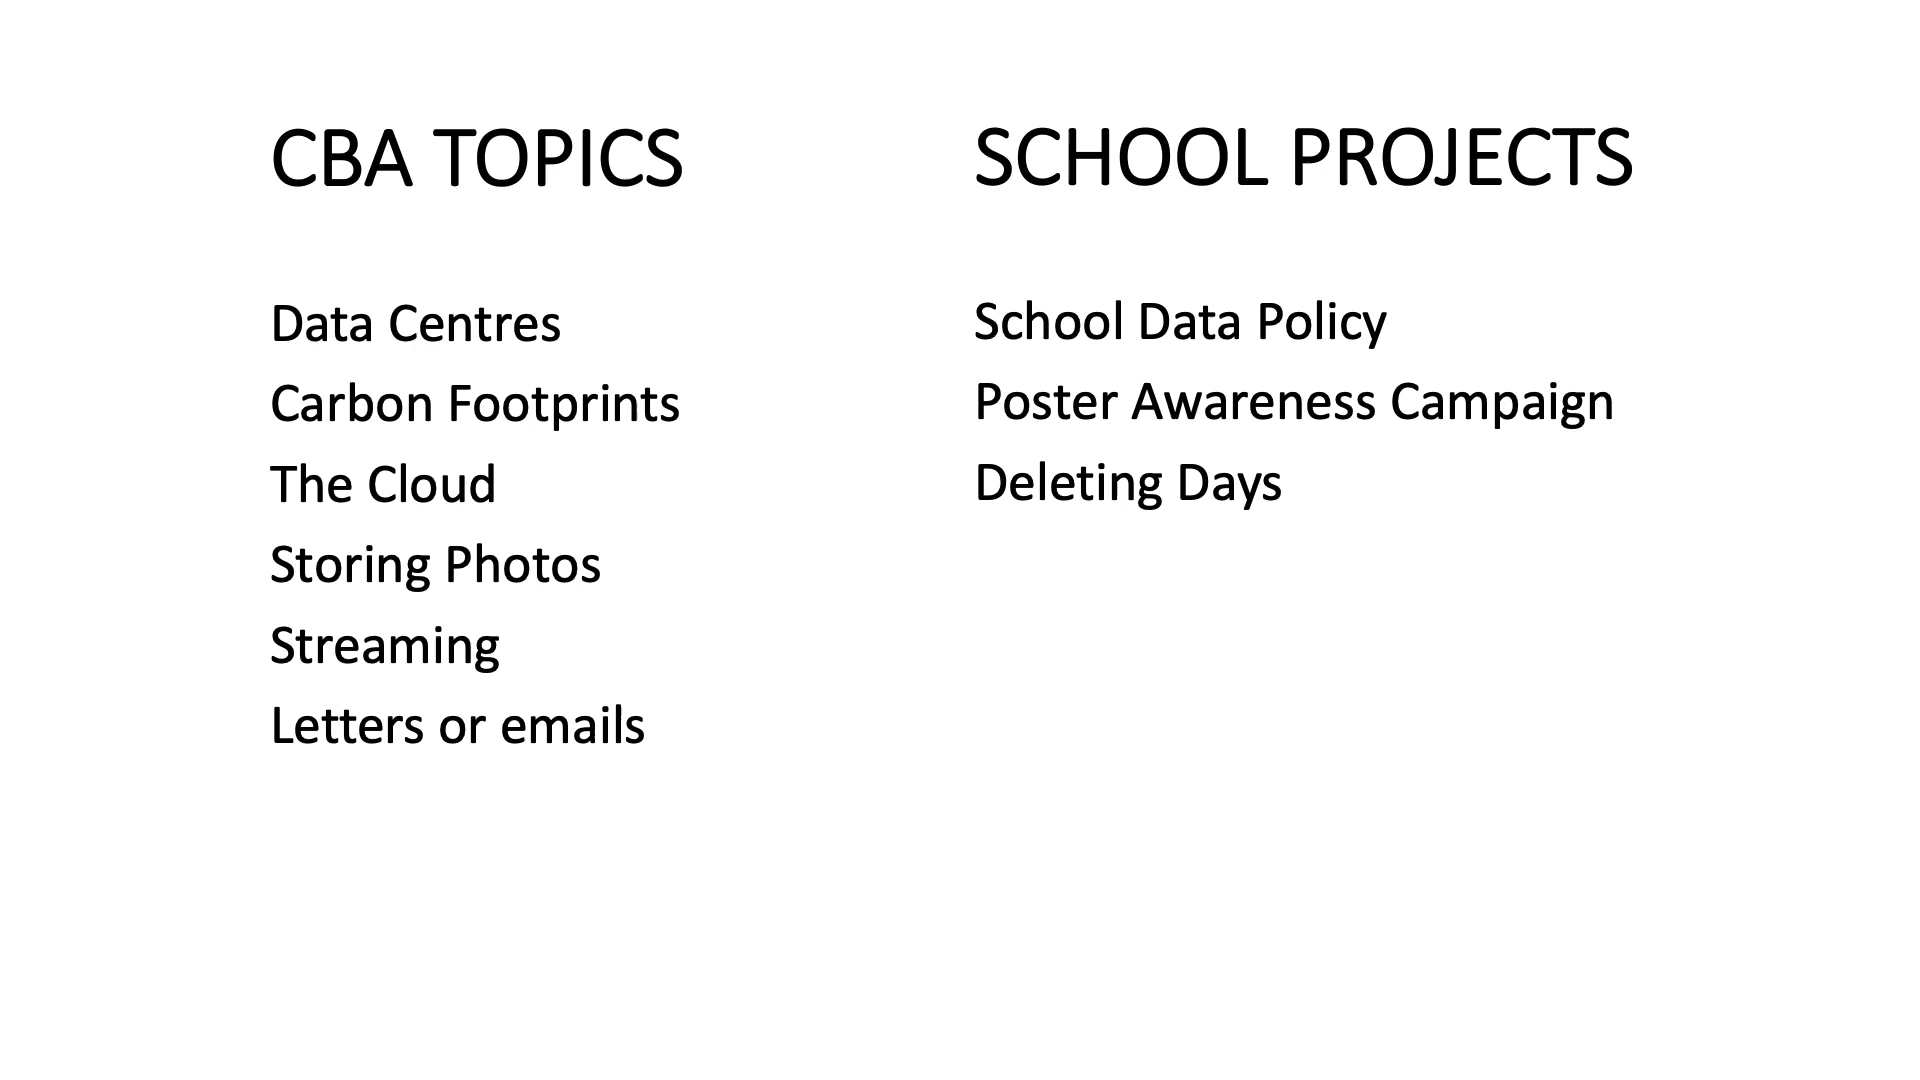 CBA TOPICS
Data Centres
Carbon Footprints
The Cloud
Storing Photos
Streaming
Letters or emails
SCHOOL PROJECTS
School Data Policy
Poster Awareness Campaign
Deleting Days